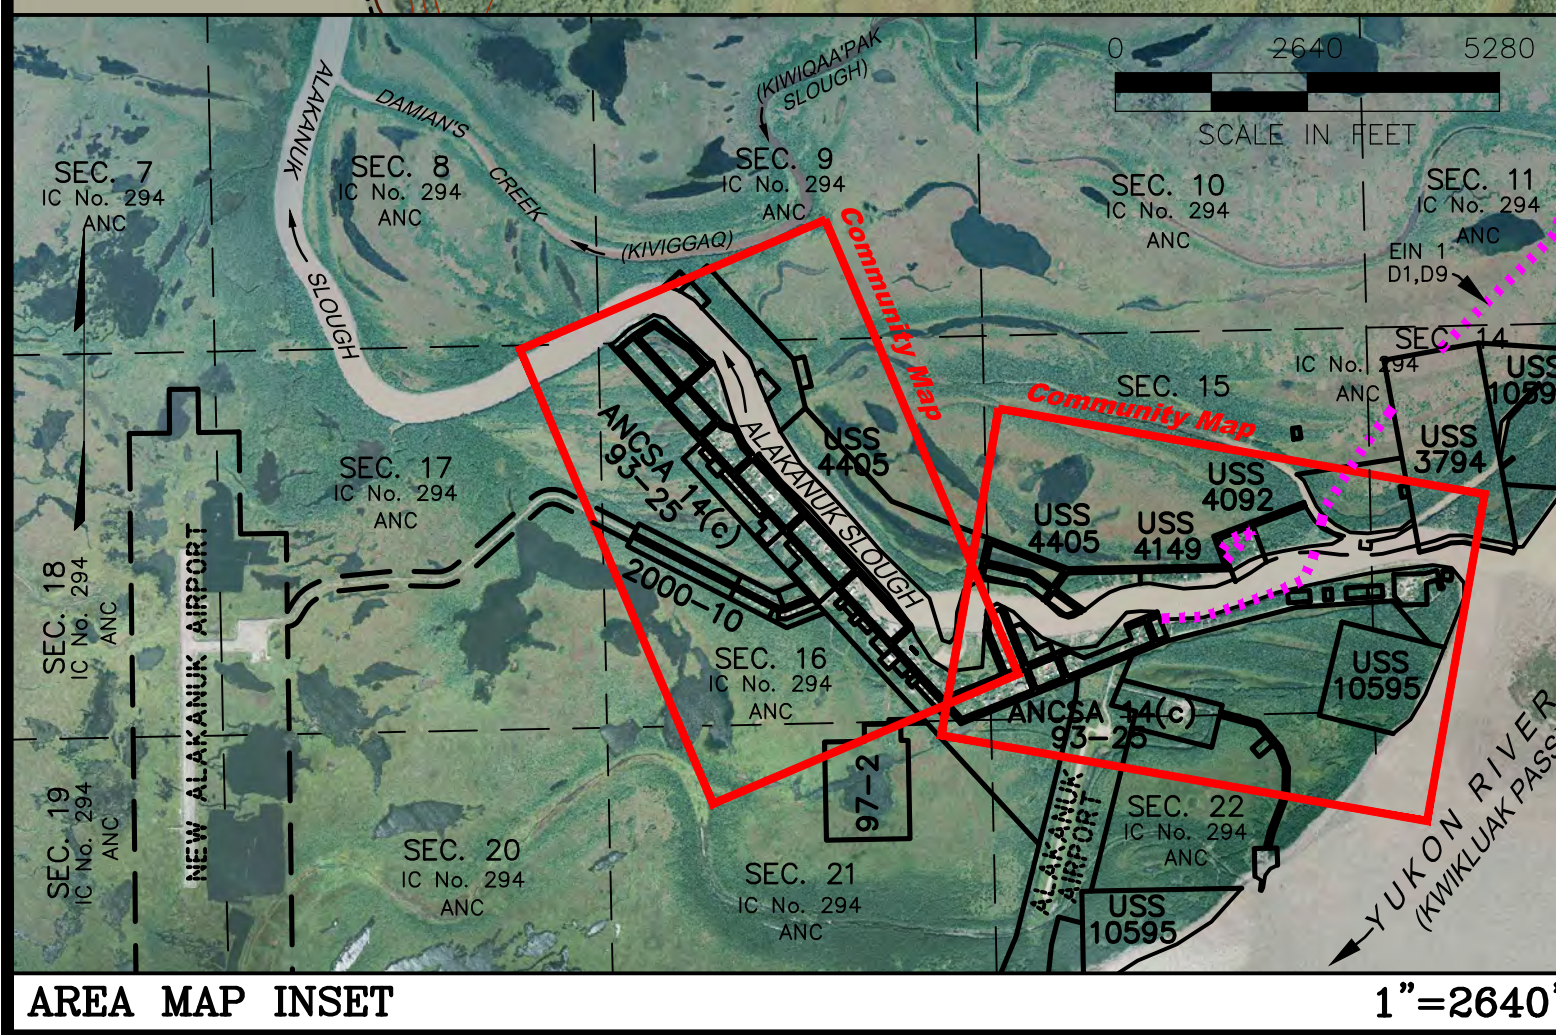 0 2640 5280
SCALE IN FEET
ALAKANUK
SLOUGH
DAMIAN'S
CREEK
(KIVIGGAQ)
(KIWIQAA'PAK
SLOUGH)
SEC. 7
IC No. 294
ANC
SEC. 8
IC No. 294
ANC
SEC. 9
IC No. 294
ANC
SEC. 10
IC No. 294
ANC
SEC. 11
IC No. 294
ANC
EIN 1
D1,D9
SEC. 14
IC No. 294
ANC
SEC. 15
Community Map
Community Map
USS
1059
USS
3794
USS
4092
USS
4149
USS
4405
USS
4405
ALAKANUK SLOUGH
ANCSA 14(c)
93-25
2000-10
SEC. 17
IC No. 294
ANC
SEC. 18
IC No. 294
ANC
NEW ALAKANUK AIRPORT
SEC. 16
IC No. 294
ANC
ANCSA 14(c)
93-25
USS
10595
97-2
ALAKANUK
AIRPORT
SEC. 22
IC No. 294
ANC
SEC. 19
IC No. 294
ANC
SEC. 20
IC No. 294
ANC
SEC. 21
IC No. 294
ANC
USS
10595
YUKON RIVER
(KWIKLUAK PASS
AREA MAP INSET
1"=2640'